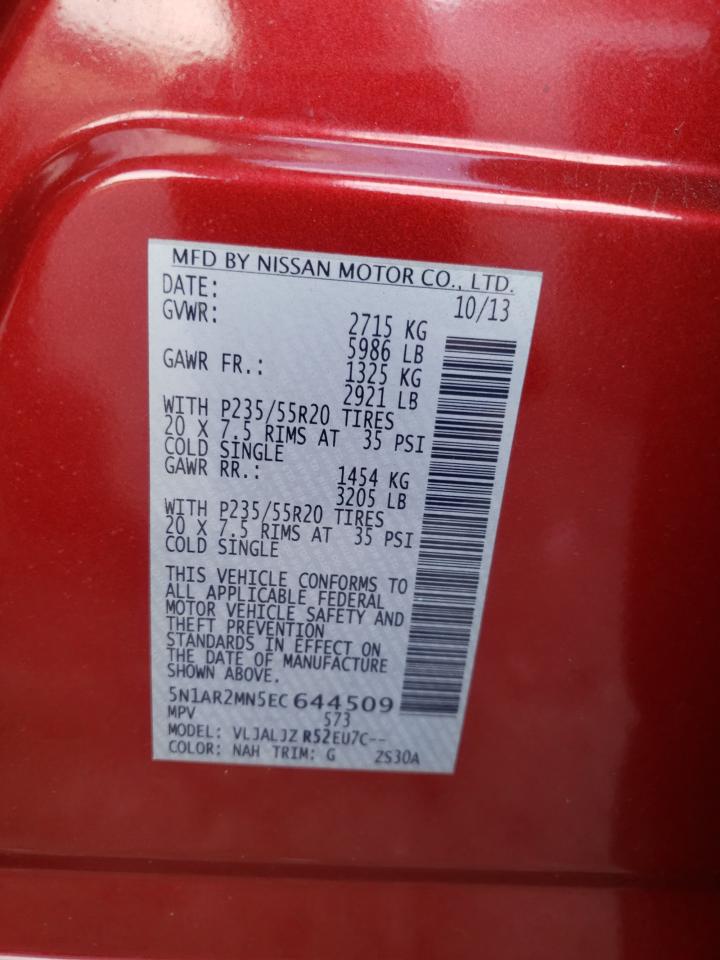 MFD BY NISSAN MOTOR CO., LTD.
DATE: 10/13
GVWR: 2715 KG
5986 LB
GAWR FR.: 1325 KG
2921 LB
WITH P235/55R20 TIRES
20 X 7.5 RIMS AT 35 PSI
COLD SINGLE
GAWR RR.: 1454 KG
3205 LB
WITH P235/55R20 TIRES
20 X 7.5 RIMS AT 35 PSI
COLD SINGLE
THIS VEHICLE CONFORMS TO
ALL APPLICABLE FEDERAL
MOTOR VEHICLE SAFETY AND
THEFT PREVENTION
STANDARDS IN EFFECT ON
THE DATE OF MANUFACTURE
SHOWN ABOVE.
5N1AR2MN5EC644509
MPV 573
MODEL: VLJALJZ R52EU7C--
COLOR: NAH TRIM: G ZS30A